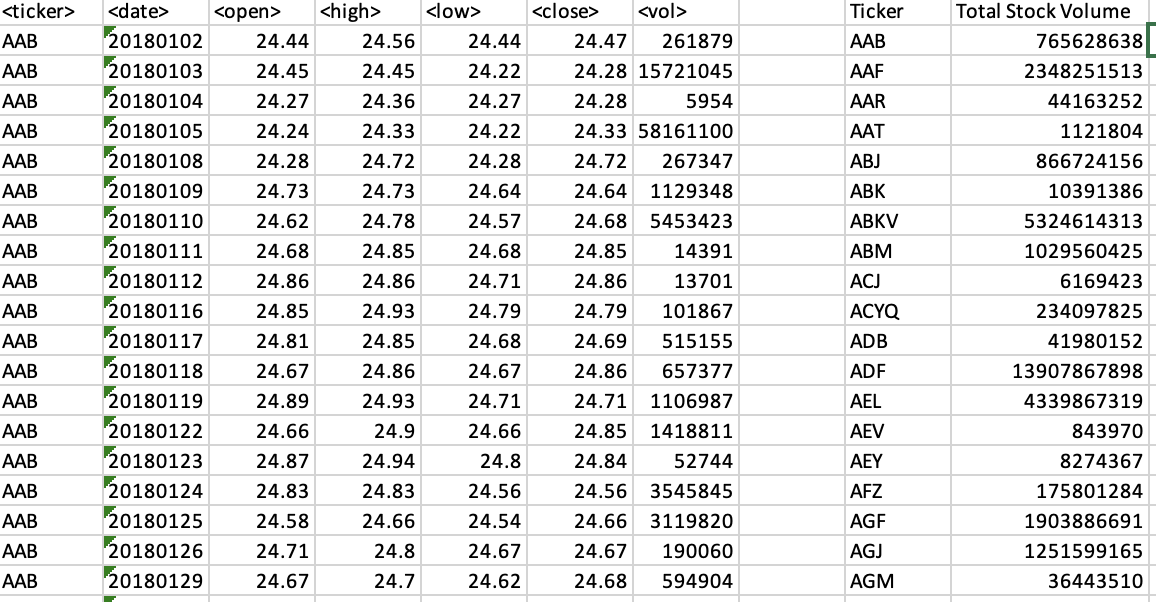 <ticker> <date> <open> <high> <low> <close> <vol> Ticker Total Stock Volume
AAB 20180102 24.44 24.56 24.44 24.47 261879 AAB 765628638
AAB 20180103 24.45 24.45 24.22 24.28 15721045 AAF 2348251513
AAB 20180104 24.27 24.36 24.27 24.28 5954 AAR 44163252
AAB 20180105 24.24 24.33 24.22 24.33 58161100 AAT 1121804
AAB 20180108 24.28 24.72 24.28 24.72 267347 ABJ 866724156
AAB 20180109 24.73 24.73 24.64 24.64 1129348 ABK 10391386
AAB 20180110 24.62 24.78 24.57 24.68 5453423 ABKV 5324614313
AAB 20180111 24.68 24.85 24.68 24.85 14391 ABM 1029560425
AAB 20180112 24.86 24.86 24.71 24.86 13701 ACJ 6169423
AAB 20180116 24.85 24.93 24.79 24.79 101867 ACYQ 234097825
AAB 20180117 24.81 24.85 24.68 24.69 515155 ADB 41980152
AAB 20180118 24.67 24.86 24.67 24.86 657377 ADF 13907867898
AAB 20180119 24.89 24.93 24.71 24.71 1106987 AEL 4339867319
AAB 20180122 24.66 24.9 24.66 24.85 1418811 AEV 843970
AAB 20180123 24.87 24.94 24.8 24.84 52744 AEY 8274367
AAB 20180124 24.83 24.83 24.56 24.56 3545845 AFZ 175801284
AAB 20180125 24.58 24.66 24.54 24.66 3119820 AGF 1903886691
AAB 20180126 24.71 24.8 24.67 24.67 190060 AGJ 1251599165
AAB 20180129 24.67 24.7 24.62 24.68 594904 AGM 36443510